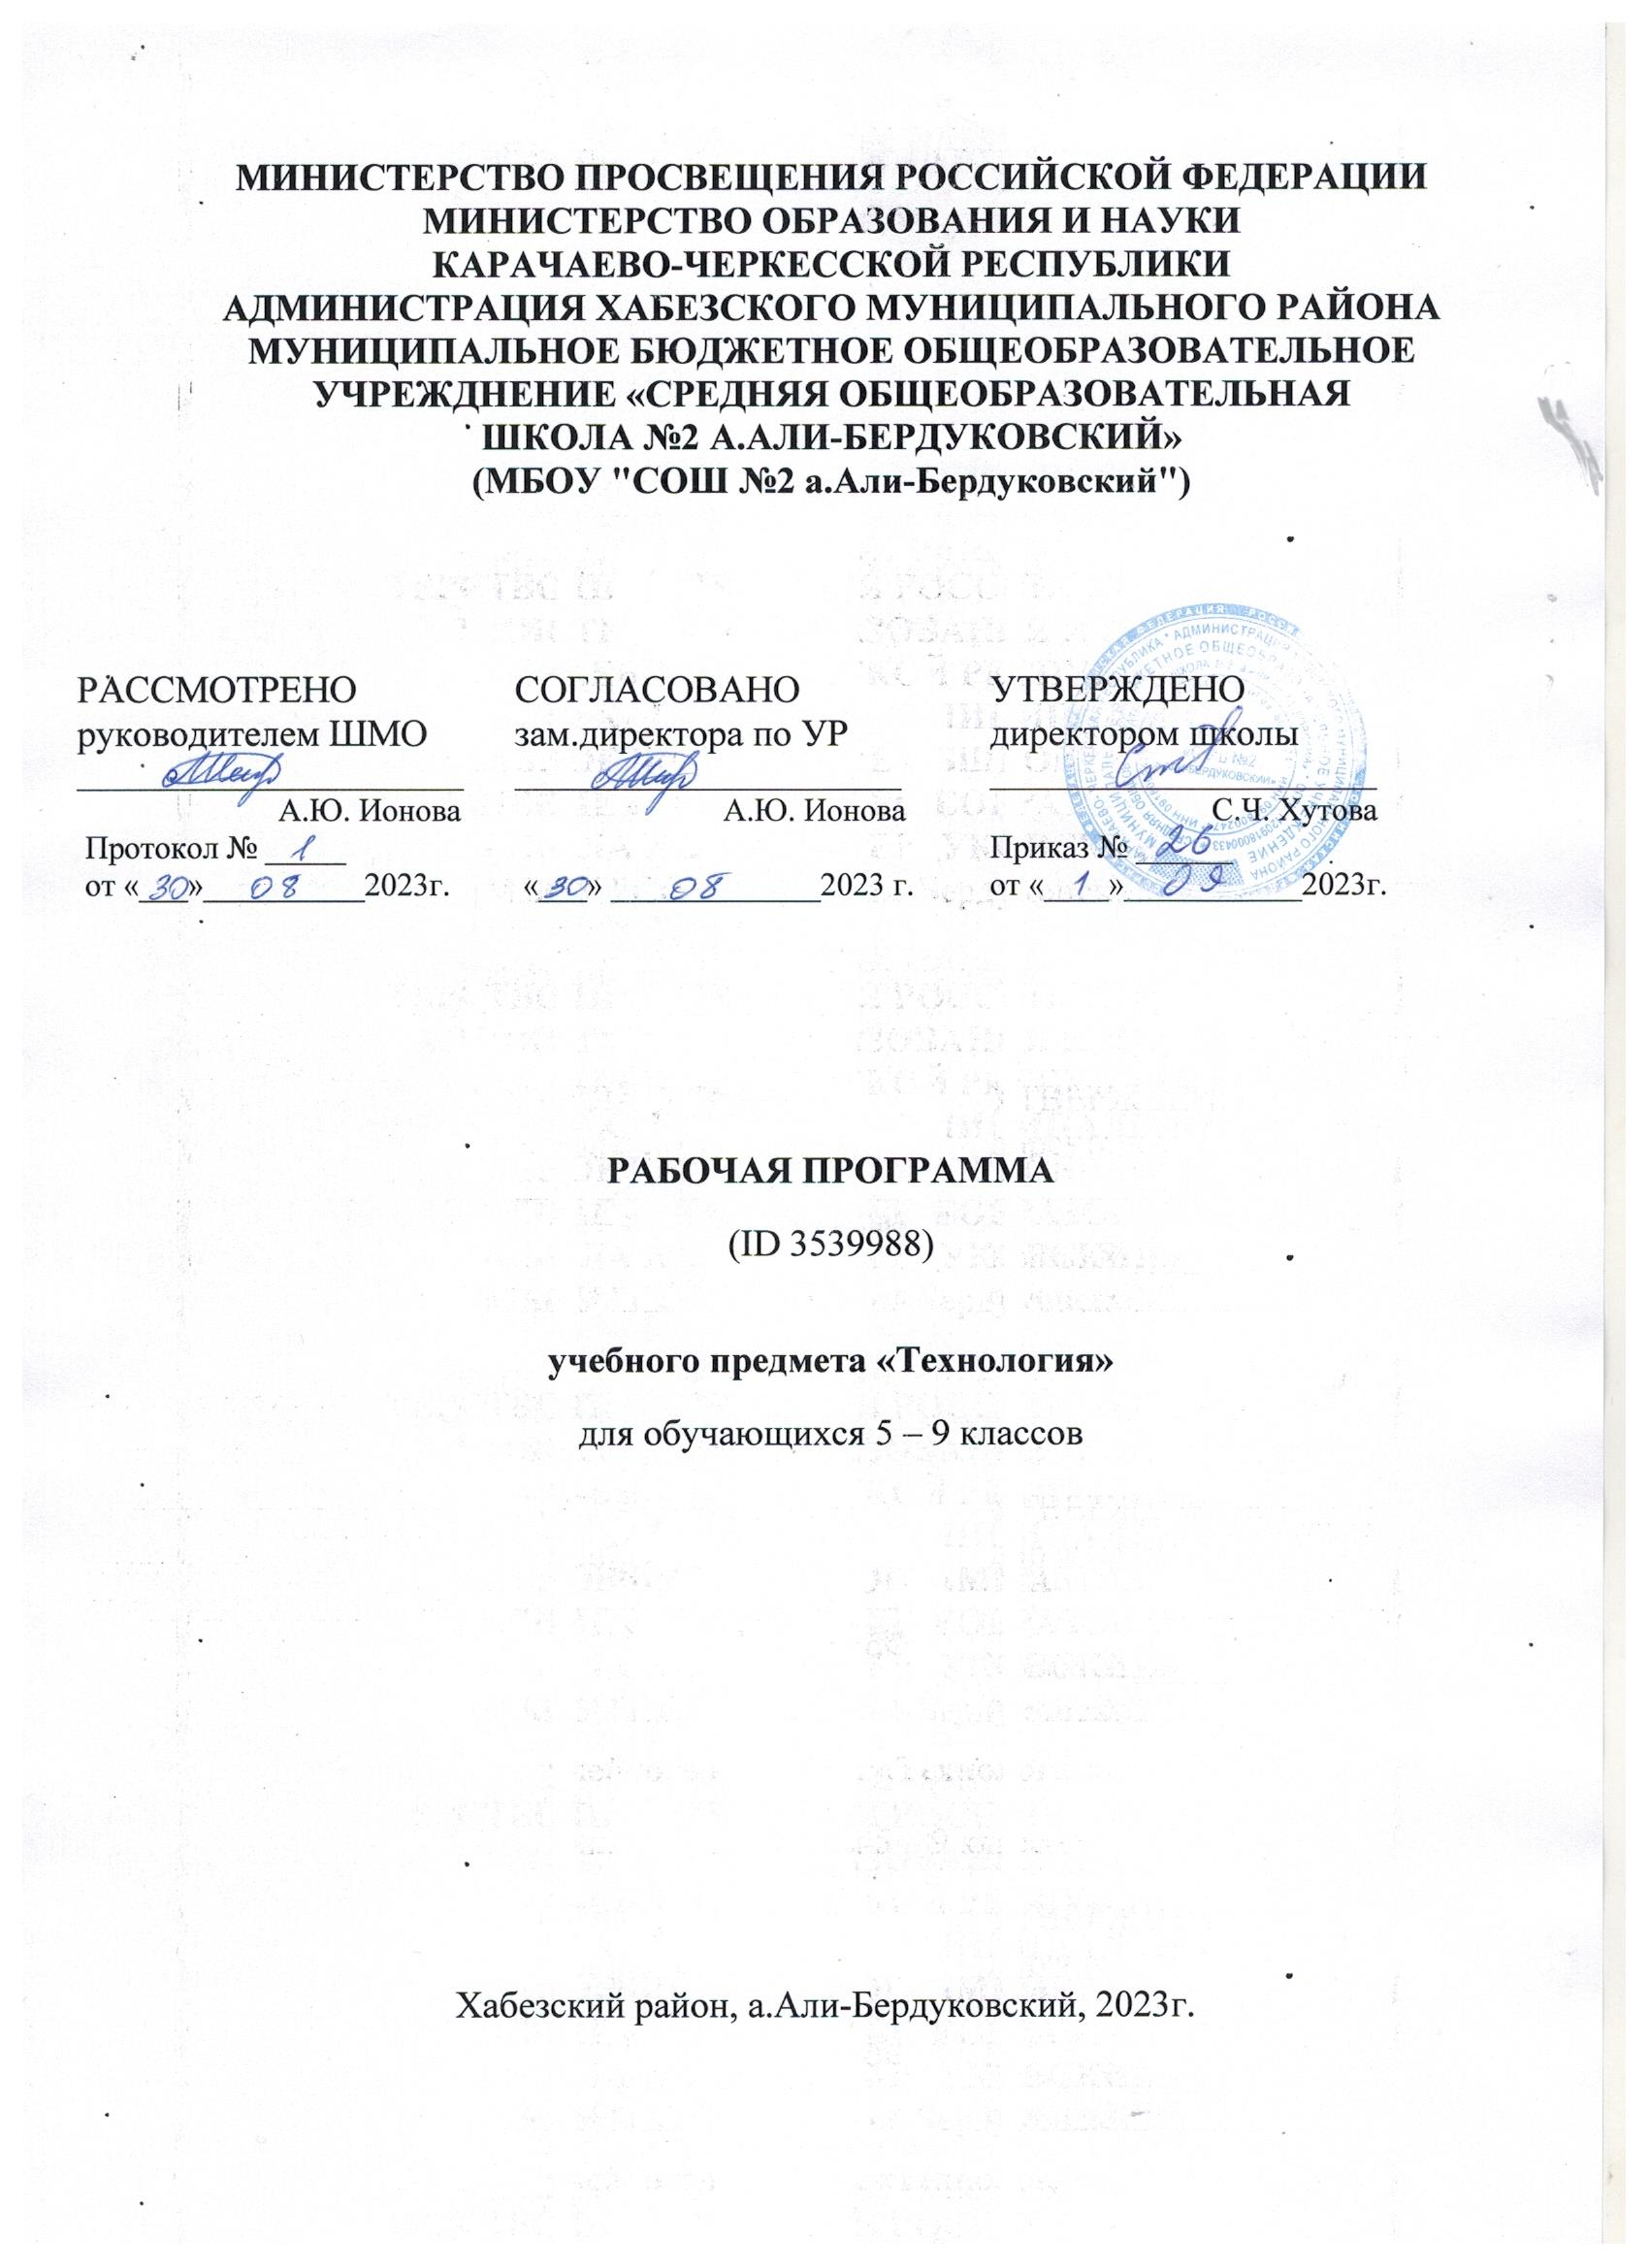 МИНИСТЕРСТВО ПРОСВЕЩЕНИЯ РОССИЙСКОЙ ФЕДЕРАЦИИ
МИНИСТЕРСТВО ОБРАЗОВАНИЯ И НАУКИ
КАРАЧАЕВО-ЧЕРКЕССКОЙ РЕСПУБЛИКИ
АДМИНИСТРАЦИЯ ХАБЕЗСКОГО МУНИЦИПАЛЬНОГО РАЙОНА
МУНИЦИПАЛЬНОЕ БЮДЖЕТНОЕ ОБЩЕОБРАЗОВАТЕЛЬНОЕ
УЧРЕЖДНЕНИЕ «СРЕДНЯЯ ОБЩЕОБРАЗОВАТЕЛЬНАЯ
ШКОЛА №2 А.АЛИ-БЕРДУКОВСКИЙ»
(МБОУ "СОШ №2 а.Али-Бердуковский")
РАССМОТРЕНО
руководителем ШМО
А.Ю. Ионова
Протокол № 1
от «30» 08 2023г.
СОГЛАСОВАНО
зам.директора по УР
А.Ю. Ионова
«30» 08 2023 г.
УТВЕРЖДЕНО
директором школы
С.Ч. Хутова
Приказ № 26
от «1» 09 2023г.
РАБОЧАЯ ПРОГРАММА
(ID 3539988)
учебного предмета «Технология»
для обучающихся 5 – 9 классов
Хабезский район, а.Али-Бердуковский, 2023г.